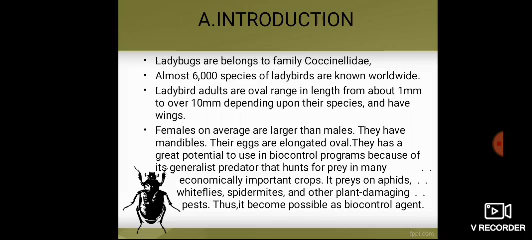 A.INTRODUCTION
• Ladybugs are belongs to family Coccinellidae,
• Almost 6,000 species of ladybirds are known worldwide.
• Ladybird adults are oval range in length from about 1mm
to over 10mm depending upon their species, and have
wings.
• Females on average are larger than males. They have
mandibles. Their eggs are elongated oval.They has a
great potential to use in biocontrol programs because of
its generalist predator that hunts for prey in many
economically important crops. It preys on aphids,
whiteflies, spidermites, and other plant-damaging
pests. Thus,it become possible as biocontrol agent.
fppt.com
V RECORDER